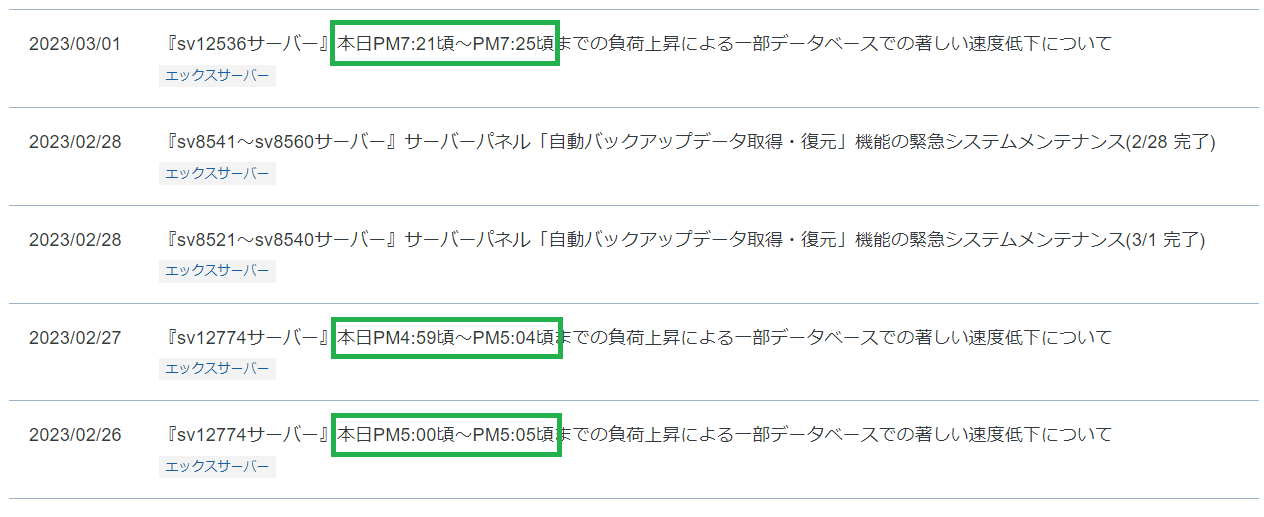 2023/03/01 『sv12536サーバー』本日PM7:21頃～PM7:25頃までの負荷上昇による一部データベースでの著しい速度低下について
エックスサーバー
2023/02/28 『sv8541～sv8560サーバー』サーバーパネル「自動バックアップデータ取得・復元」機能の緊急システムメンテナンス(2/28 完了)
エックスサーバー
2023/02/28 『sv8521～sv8540サーバー』サーバーパネル「自動バックアップデータ取得・復元」機能の緊急システムメンテナンス(3/1 完了)
エックスサーバー
2023/02/27 『sv12774サーバー』本日PM4:59頃～PM5:04頃までの負荷上昇による一部データベースでの著しい速度低下について
エックスサーバー
2023/02/26 『sv12774サーバー』本日PM5:00頃～PM5:05頃までの負荷上昇による一部データベースでの著しい速度低下について
エックスサーバー